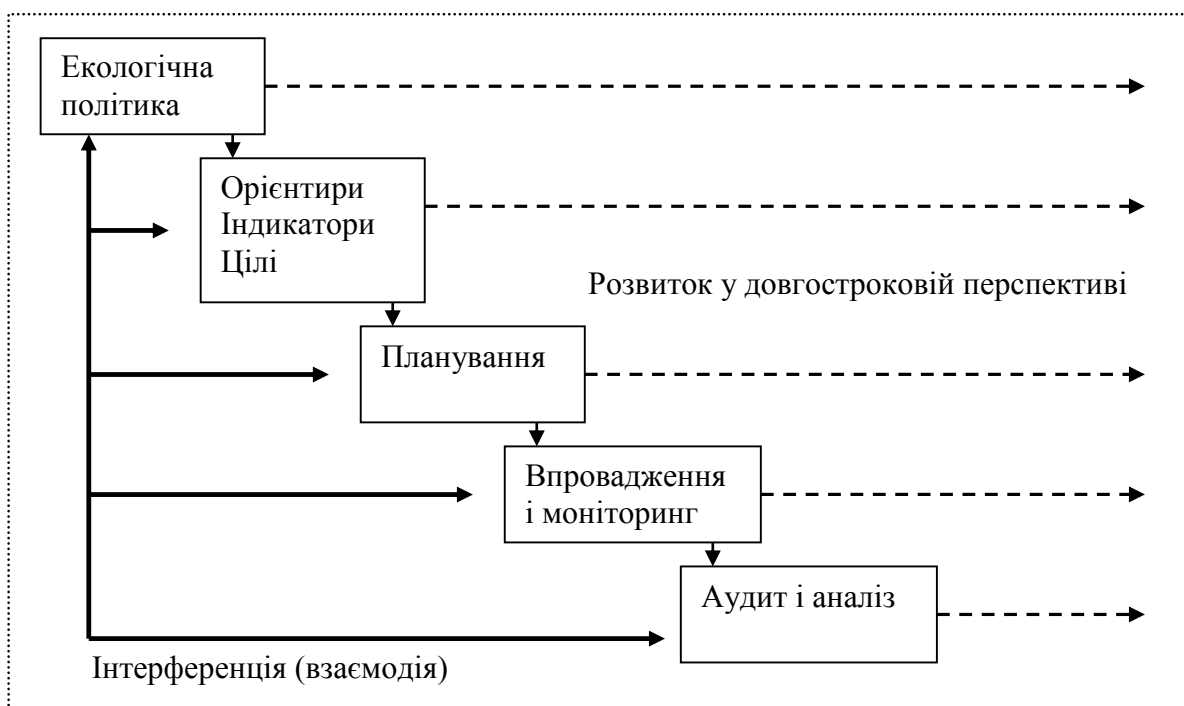 Екологічна
політика
Орієнтири
Індикатори
Цілі
Розвиток у довгостроковій перспективі
Планування
Впровадження
і моніторинг
Аудит і аналіз
Інтерференція (взаємодія)